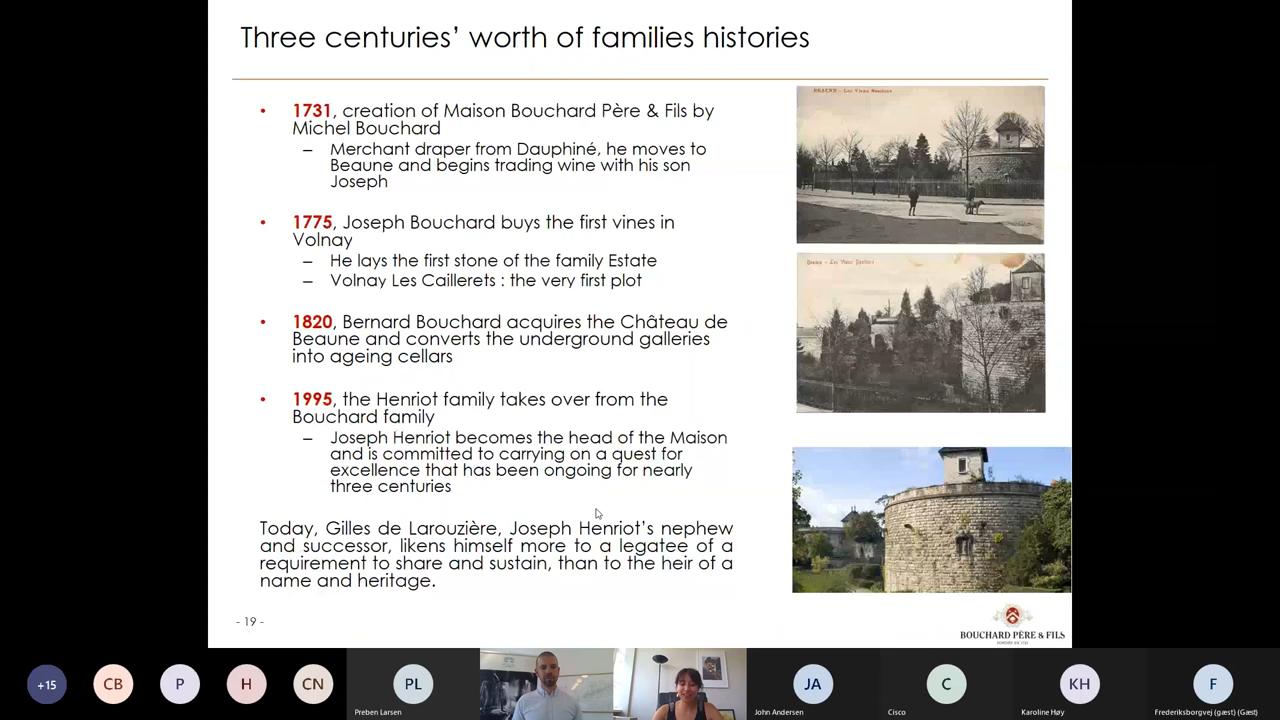 Three centuries’ worth of families histories
• 1731, creation of Maison Bouchard Père & Fils by
Michel Bouchard
– Merchant draper from Dauphiné, he moves to
Beaune and begins trading wine with his son
Joseph
• 1775, Joseph Bouchard buys the first vines in
Volnay
– He lays the first stone of the family Estate
– Volnay Les Caillerets : the very first plot
• 1820, Bernard Bouchard acquires the Château de
Beaune and converts the underground galleries
into ageing cellars
• 1995, the Henriot family takes over from the
Bouchard family
– Joseph Henriot becomes the head of the Maison
and is committed to carrying on a quest for
excellence that has been ongoing for nearly
three centuries
Today, Gilles de Larouzière, Joseph Henriot’s nephew
and successor, likens himself more to a legatee of a
requirement to share and sustain, than to the heir of a
name and heritage.
- 19 -
BOUCHARD PÈRE & FILS
+15
CB
P
H
CN
PL
Preben Larsen
JA
John Andersen
C
Cisco
KH
Karoline Høy
F
Frederiksborgvej (gæst) (Gæst)